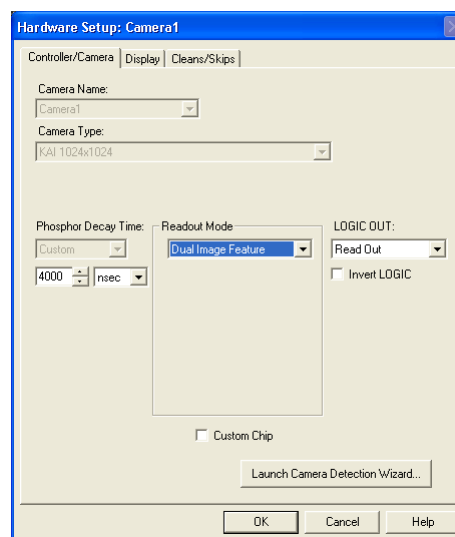 Hardware Setup: Camera1
Controller/Camera Display Cleans/Skips
Camera Name:
Camera1
Camera Type:
KAI 1024x1024
Phosphor Decay Time: Readout Mode LOGIC OUT:
Custom Dual Image Feature Read Out
4000 nsec Invert LOGIC
Custom Chip
Launch Camera Detection Wizard...
OK Cancel Help